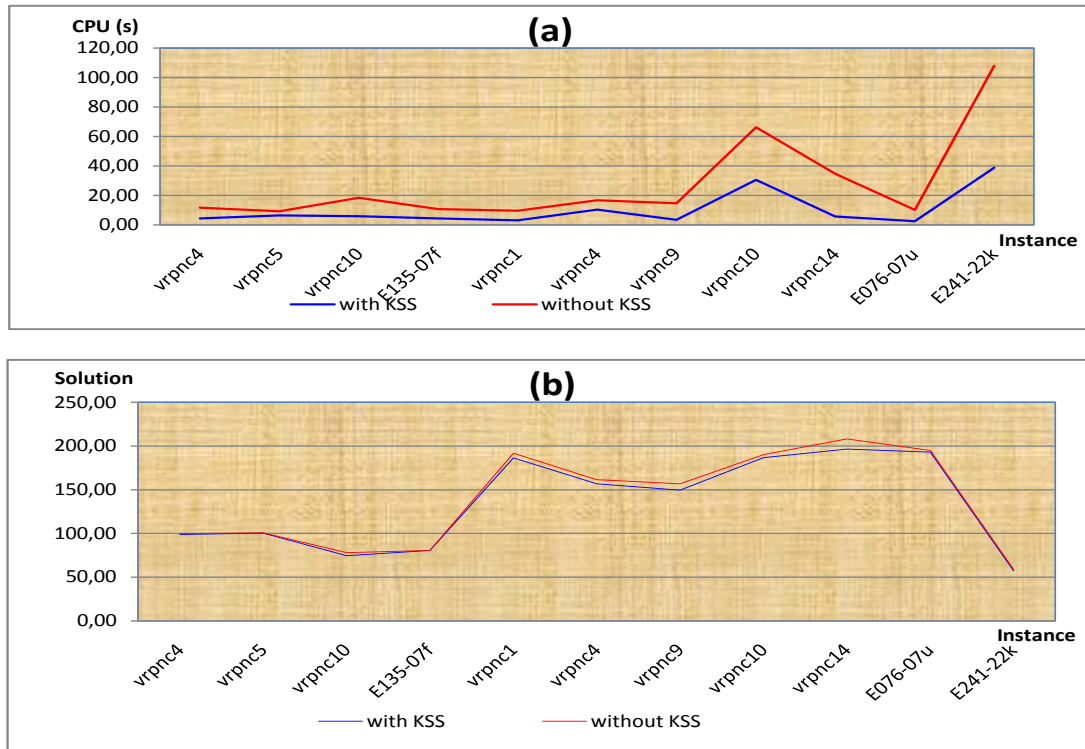 CPU (s)
(a)
120,00
100,00
80,00
60,00
40,00
20,00
0,00
Instance
vrpnc4
vrpnc5
vrpnc10
E135-07f
vrpnc1
vrpnc4
vrpnc9
vrpnc10
vrpnc14
E076-07u
E241-22k
with KSS
without KSS
Solution
(b)
250,00
200,00
150,00
100,00
50,00
0,00
Instance
vrpnc4
vrpnc5
vrpnc10
E135-07f
vrpnc1
vrpnc4
vrpnc9
vrpnc10
vrpnc14
E076-07u
E241-22k
with KSS
without KSS